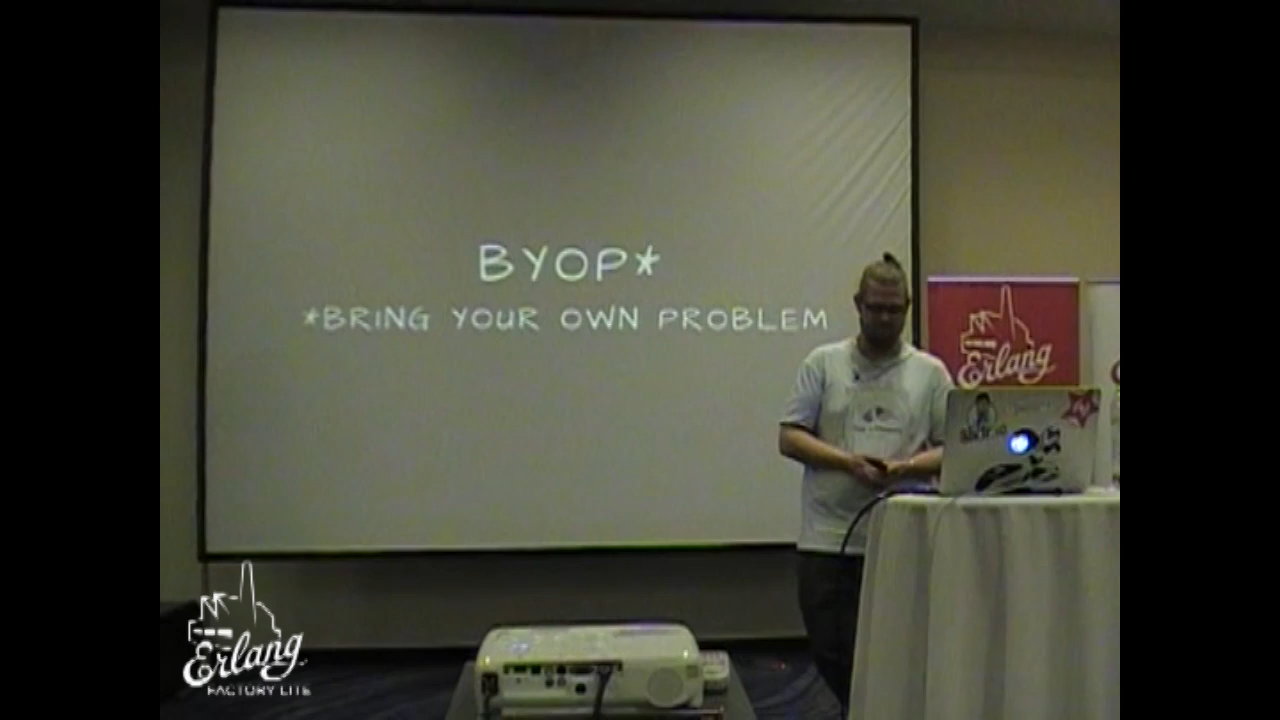 BYOP*
*BRING YOUR OWN PROBLEM
Erlang
Erlang
FACTORY LITE